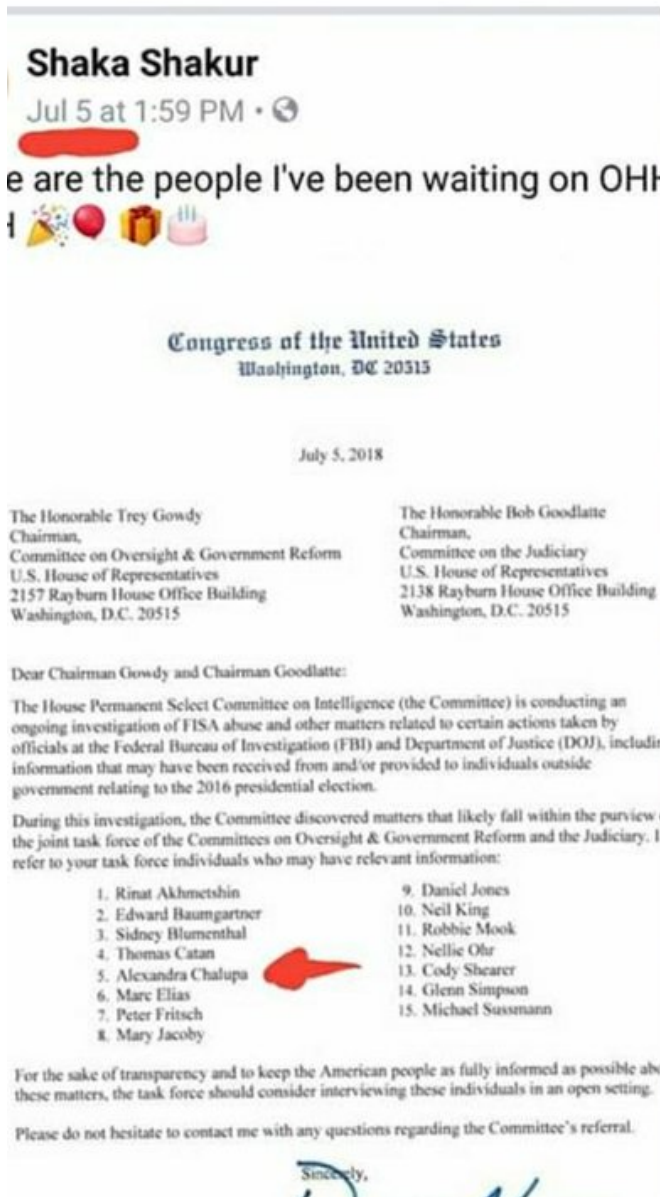 Shaka Shakur
Jul 5 at 1:59 PM
e are the people I've been waiting on OHH
H
Congress of the United States
Washington, DC 20515
July 5, 2018
The Honorable Trey Gowdy
Chairman,
Committee on Oversight & Government Reform
U.S. House of Representatives
2157 Rayburn House Office Building
Washington, D.C. 20515
The Honorable Bob Goodlatte
Chairman,
Committee on the Judiciary
U.S. House of Representatives
2138 Rayburn House Office Building
Washington, D.C. 20515
Dear Chairman Gowdy and Chairman Goodlatte:
The House Permanent Select Committee on Intelligence (the Committee) is conducting an
ongoing investigation of FISA abuse and other matters related to certain actions taken by
officials at the Federal Bureau of Investigation (FBI) and Department of Justice (DOJ), includin
information that may have been received from and/or provided to individuals outside
government relating to the 2016 presidential election.
During this investigation, the Committee discovered matters that likely fall within the purview
the joint task force of the Committees on Oversight & Government Reform and the Judiciary. I
refer to your task force individuals who may have relevant information:
1. Rinat Akhmetshin
2. Edward Baumgartner
3. Sidney Blumenthal
4. Thomas Catan
5. Alexandra Chalupa
6. Marc Elias
7. Peter Fritsch
8. Mary Jacoby
9. Daniel Jones
10. Neil King
11. Robbie Mook
12. Nellie Ohr
13. Cody Shearer
14. Glenn Simpson
15. Michael Sussmann
For the sake of transparency and to keep the American people as fully informed as possible abo
these matters, the task force should consider interviewing these individuals in an open setting.
Please do not hesitate to contact me with any questions regarding the Committee's referral.
Sincerely,